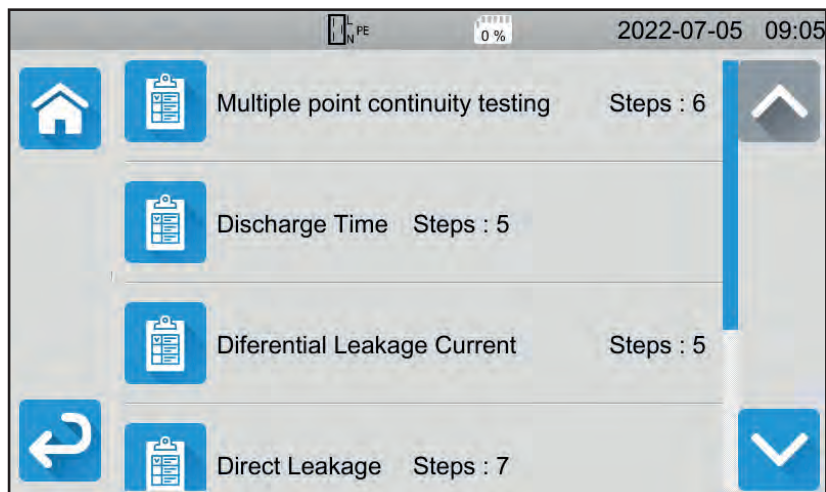 L
N PE
0 %
2022-07-05 09:05
Multiple point continuity testing Steps : 6
Discharge Time Steps : 5
Diferential Leakage Current Steps : 5
Direct Leakage Steps : 7